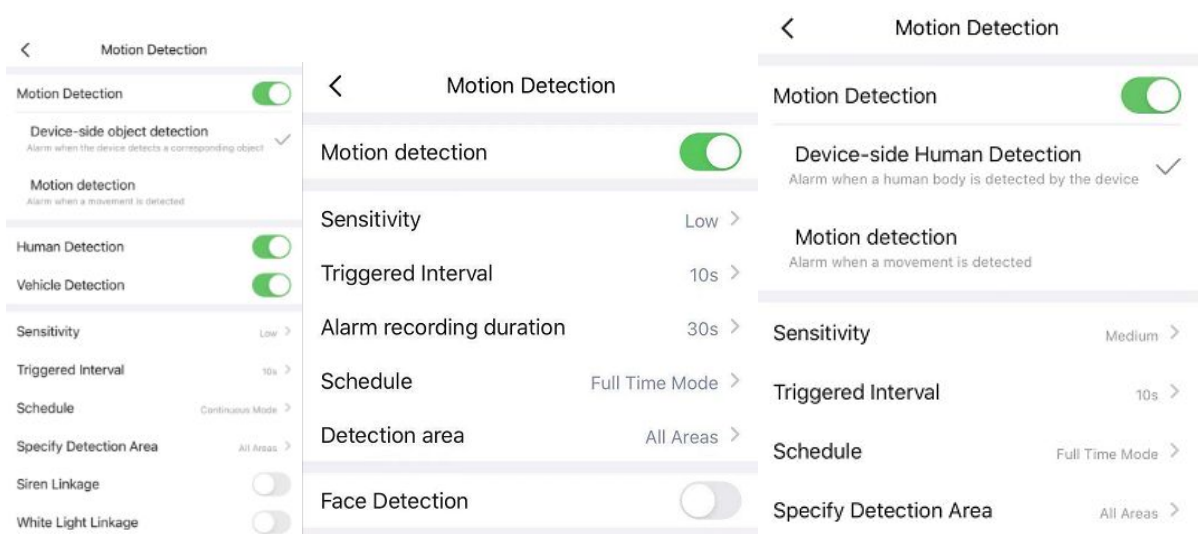 Motion Detection
Motion Detection
Device-side object detection
Alarm when the device detects a corresponding object
Motion detection
Alarm when a movement is detected
Human Detection
Vehicle Detection
Sensitivity Low
Triggered Interval 10s
Schedule Continuous Mode
Specify Detection Area All Areas
Siren Linkage
White Light Linkage
Motion Detection
Motion detection
Sensitivity Low
Triggered Interval 10s
Alarm recording duration 30s
Schedule Full Time Mode
Detection area All Areas
Face Detection
Motion Detection
Motion Detection
Device-side Human Detection
Alarm when a human body is detected by the device
Motion detection
Alarm when a movement is detected
Sensitivity Medium
Triggered Interval 10s
Schedule Full Time Mode
Specify Detection Area All Areas